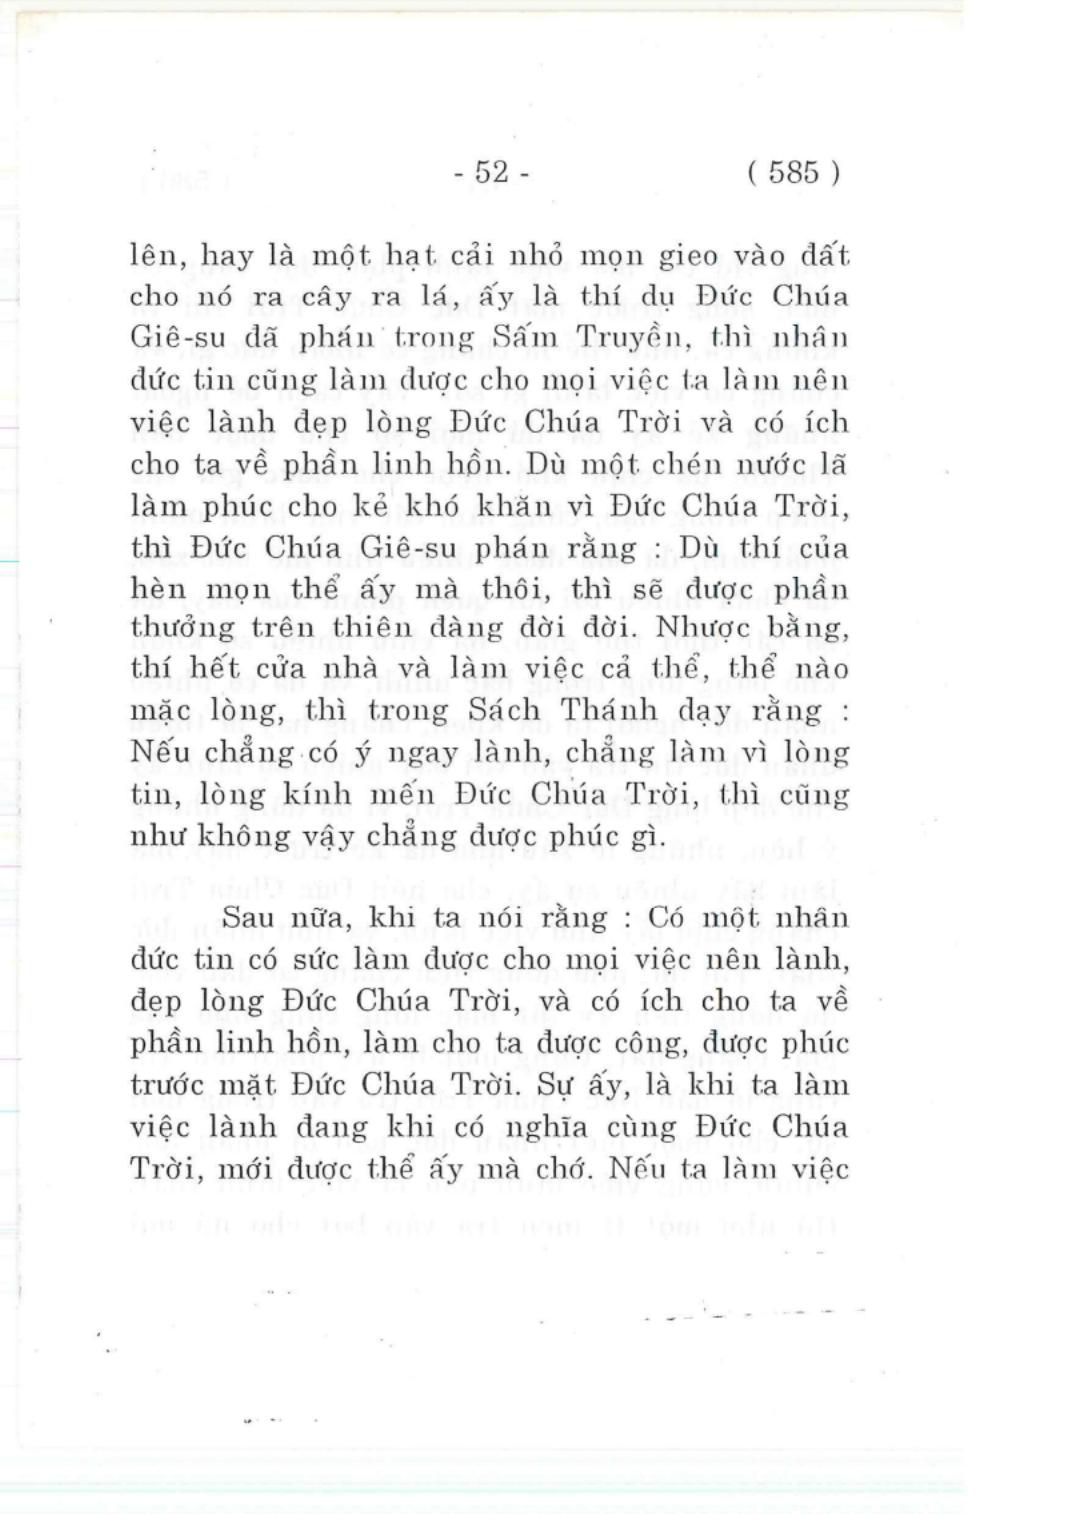 - 52 - ( 585 )
lên, hay là một hạt cải nhỏ mọn gieo vào đất
cho nó ra cây ra lá, ấy là thí dụ Đức Chúa
Giê-su đã phán trong Sấm Truyền, thì nhân
đức tin cũng làm được cho mọi việc ta làm nên
việc lành đẹp lòng Đức Chúa Trời và có ích
cho ta về phần linh hồn. Dù một chén nước lã
làm phúc cho kẻ khó khăn vì Đức Chúa Trời,
thì Đức Chúa Giê-su phán rằng : Dù thí của
hèn mọn thể ấy mà thôi, thì sẽ được phần
thưởng trên thiên đàng đời đời. Nhược bằng,
thí hết cửa nhà và làm việc cả thể, thể nào
mặc lòng, thì trong Sách Thánh dạy rằng :
Nếu chẳng có ý ngay lành, chẳng làm vì lòng
tin, lòng kính mến Đức Chúa Trời, thì cũng
như không vậy chẳng được phúc gì.
Sau nữa, khi ta nói rằng : Có một nhân
đức tin có sức làm được cho mọi việc nên lành,
đẹp lòng Đức Chúa Trời, và có ích cho ta về
phần linh hồn, làm cho ta được công, được phúc
trước mặt Đức Chúa Trời. Sự ấy, là khi ta làm
việc lành đang khi có nghĩa cùng Đức Chúa
Trời, mới được thể ấy mà chớ. Nếu ta làm việc